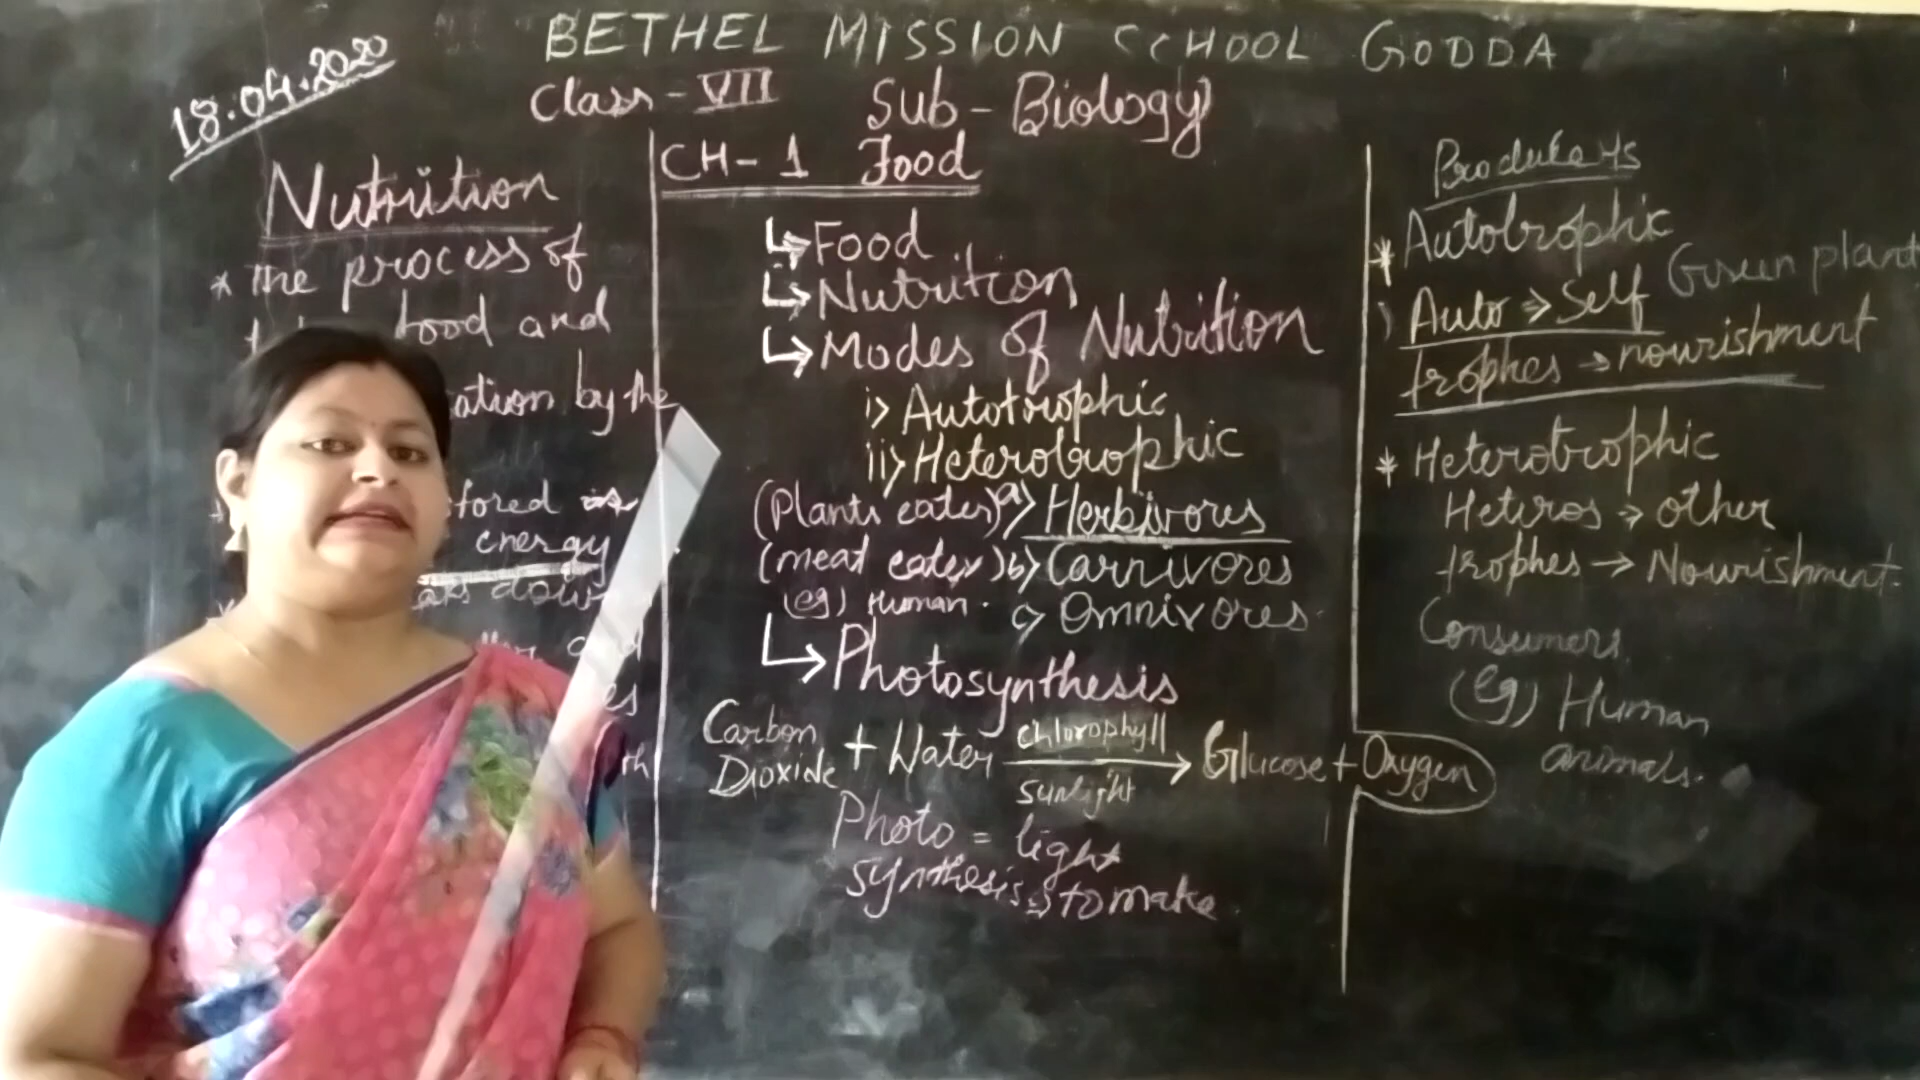 18.04.2020
BETHEL MISSION SCHOOL GODDA
Class - VII Sub - Biology
Nutrition
* The process of
food and
by the
energy
down
CH - 1 Food
↳ Food
↳ Nutrition
↳ Modes of Nutrition
i> Autotrophic
ii> Heterotrophic
(Plants eaters) a> Herbivores
(meat eater) b> Carnivores
(eg) Human. c> Omnivores.
↳ Photosynthesis
Carbon Dioxide + Water chlorophyll sunlight → Glucose + Oxygen
Photo = light
synthesis ⇒ to make
* Autotrophic
Green plant
Auto ⇒ Self
trophes → nourishment
* Heterotrophic
Heteros → other
trophes → Nourishment.
Consumers
(eg) Human
animals.